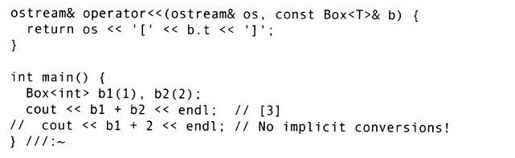 ostream& operator<<(ostream& os, const Box<T>& b) {
  return os << '[' << b.t << ']';
}

int main() {
  Box<int> b1(1), b2(2);
  cout << b1 + b2 << endl;  // [3]
//  cout << b1 + 2 << endl; // No implicit conversions!
} ///:~